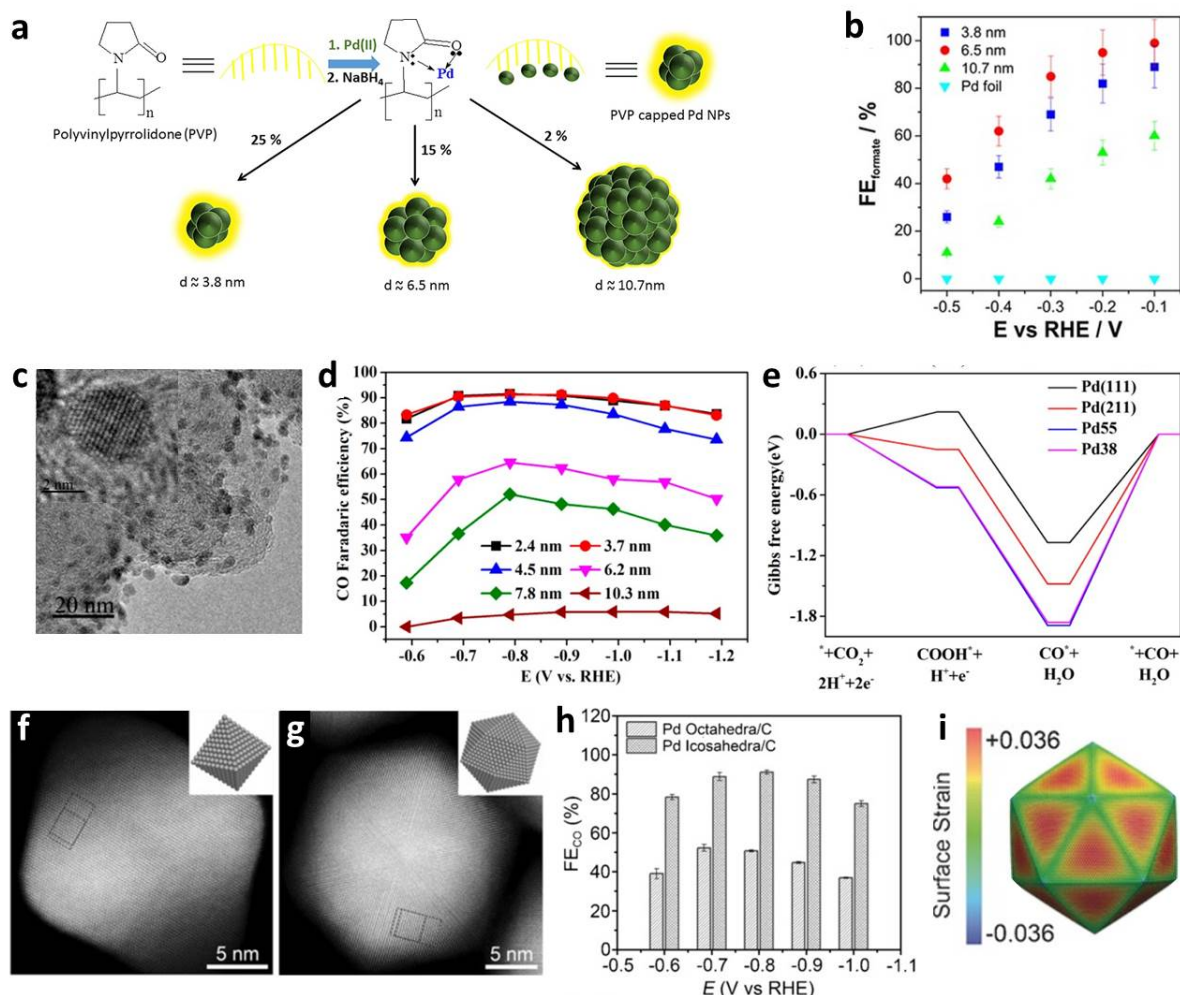 a
1. Pd(II)
2. NaBH4
N
O
Pd
n
n
Polyvinylpyrrolidone (PVP)
PVP capped Pd NPs
25 %
15 %
2 %
d ≈ 3.8 nm
d ≈ 6.5 nm
d ≈ 10.7nm
b
3.8 nm
6.5 nm
10.7 nm
Pd foil
FEformate / %
100
80
60
40
20
0
-0.5 -0.4 -0.3 -0.2 -0.1
E vs RHE / V
c
2 nm
20 nm
d
CO Faradaric efficiency (%)
100
90
80
70
60
50
40
30
20
10
0
2.4 nm 3.7 nm
4.5 nm 6.2 nm
7.8 nm 10.3 nm
-0.6 -0.7 -0.8 -0.9 -1.0 -1.1 -1.2
E (V vs. RHE)
e
Pd(111)
Pd(211)
Pd55
Pd38
Gibbs free energy(eV)
0.6
0.0
-0.6
-1.2
-1.8
*+CO2+ COOH*+ CO*+ *+CO+
2H++2e- H++e- H2O H2O
f
5 nm
g
5 nm
h
Pd Octahedra/C
Pd Icosahedra/C
FECO (%)
120
100
80
60
40
20
0
-0.5 -0.6 -0.7 -0.8 -0.9 -1.0 -1.1
E (V vs RHE)
i
+0.036
Surface Strain
-0.036